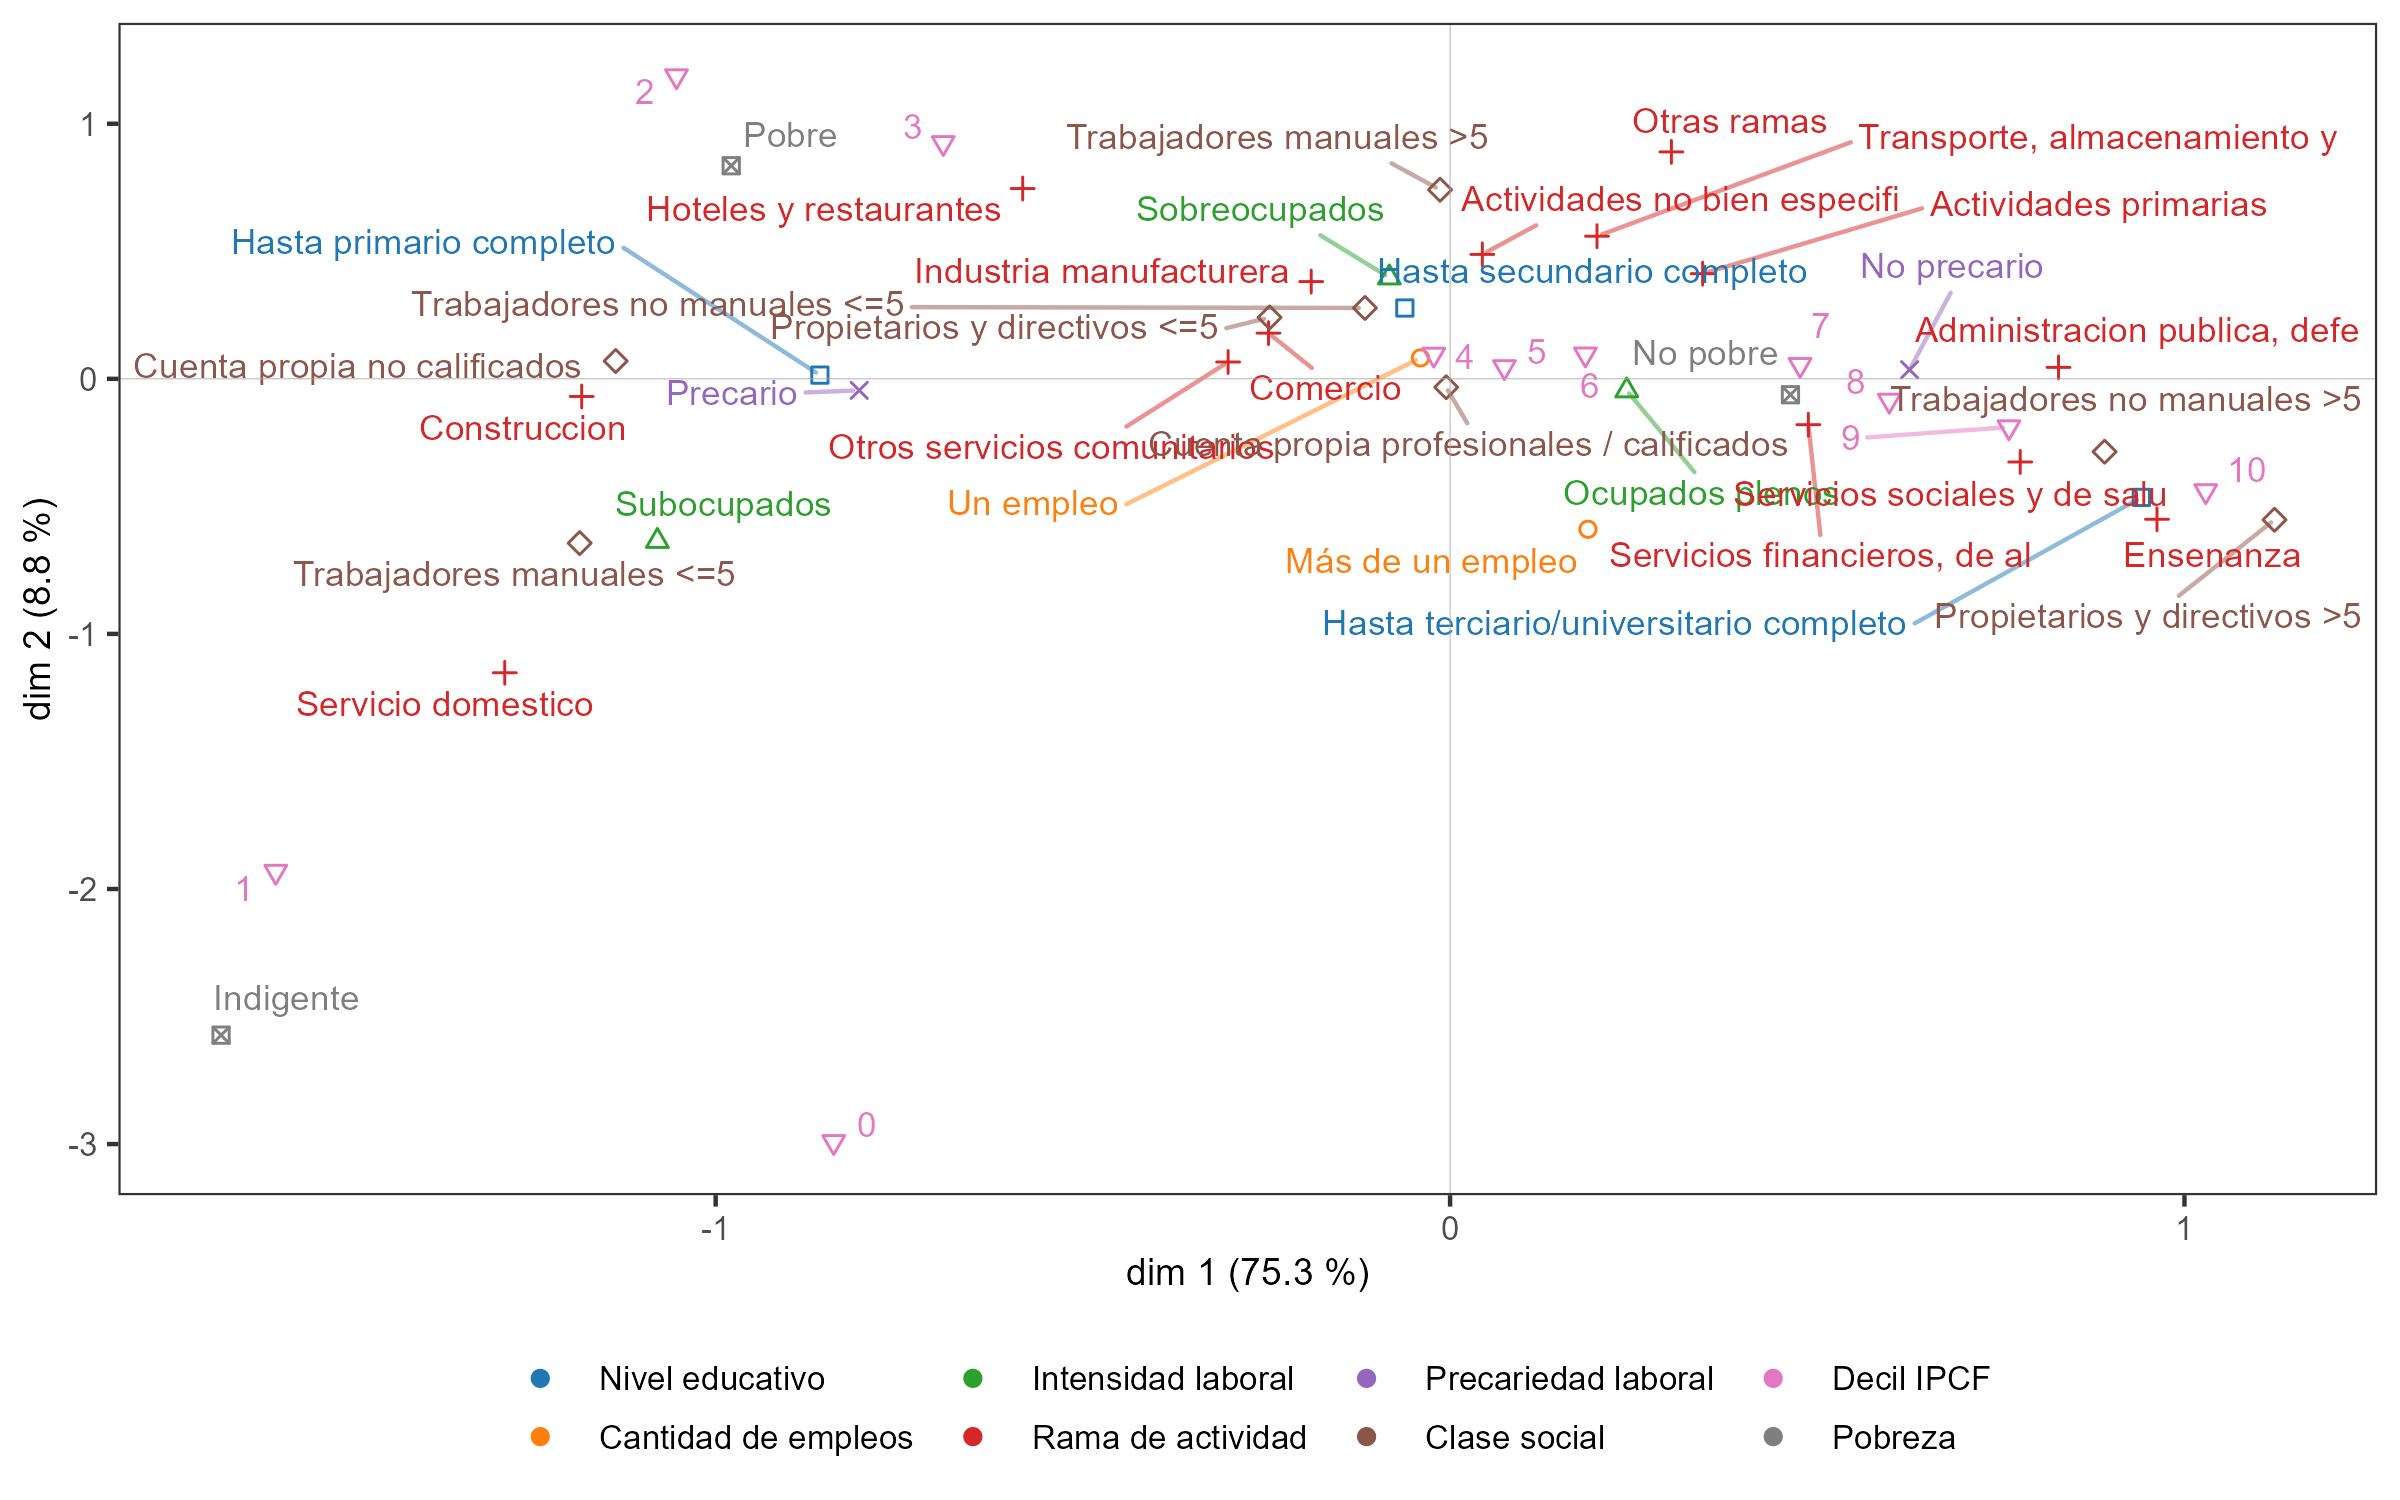 2
Pobre
3
Trabajadores manuales >5
Otras ramas
Transporte, almacenamiento y
Hoteles y restaurantes
Sobreocupados
Actividades no bien especifi
Actividades primarias
Hasta primario completo
Industria manufacturera
Hasta secundario completo
No precario
Trabajadores no manuales <=5
Propietarios y directivos <=5
7
Administracion publica, defe
Cuenta propia no calificados
4
5
No pobre
Precario
Comercio
6
8
Trabajadores no manuales >5
Construccion
Otros servicios comunitarios
Cuenta propia profesionales / calificados
9
10
Subocupados
Un empleo
Ocupados plenos
Servicios sociales y de salu
Trabajadores manuales <=5
Más de un empleo
Servicios financieros, de al
Ensenanza
Hasta terciario/universitario completo
Propietarios y directivos >5
Servicio domestico
1
Indigente
0
1
0
-1
-2
-3
dim 2 (8.8 %)
-1
0
1
dim 1 (75.3 %)
Nivel educativo
Intensidad laboral
Precariedad laboral
Decil IPCF
Cantidad de empleos
Rama de actividad
Clase social
Pobreza